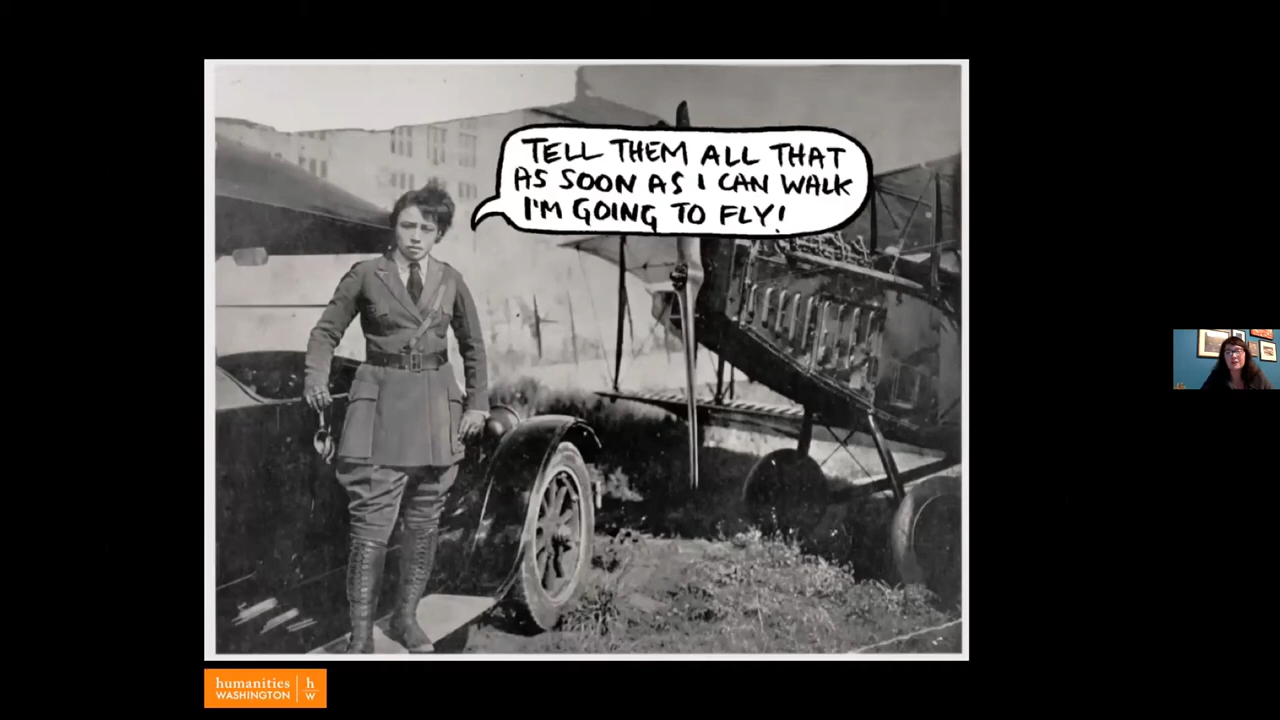 TELL THEM ALL THAT
AS SOON AS I CAN WALK
I'M GOING TO FLY!
humanities
WASHINGTON
h
W